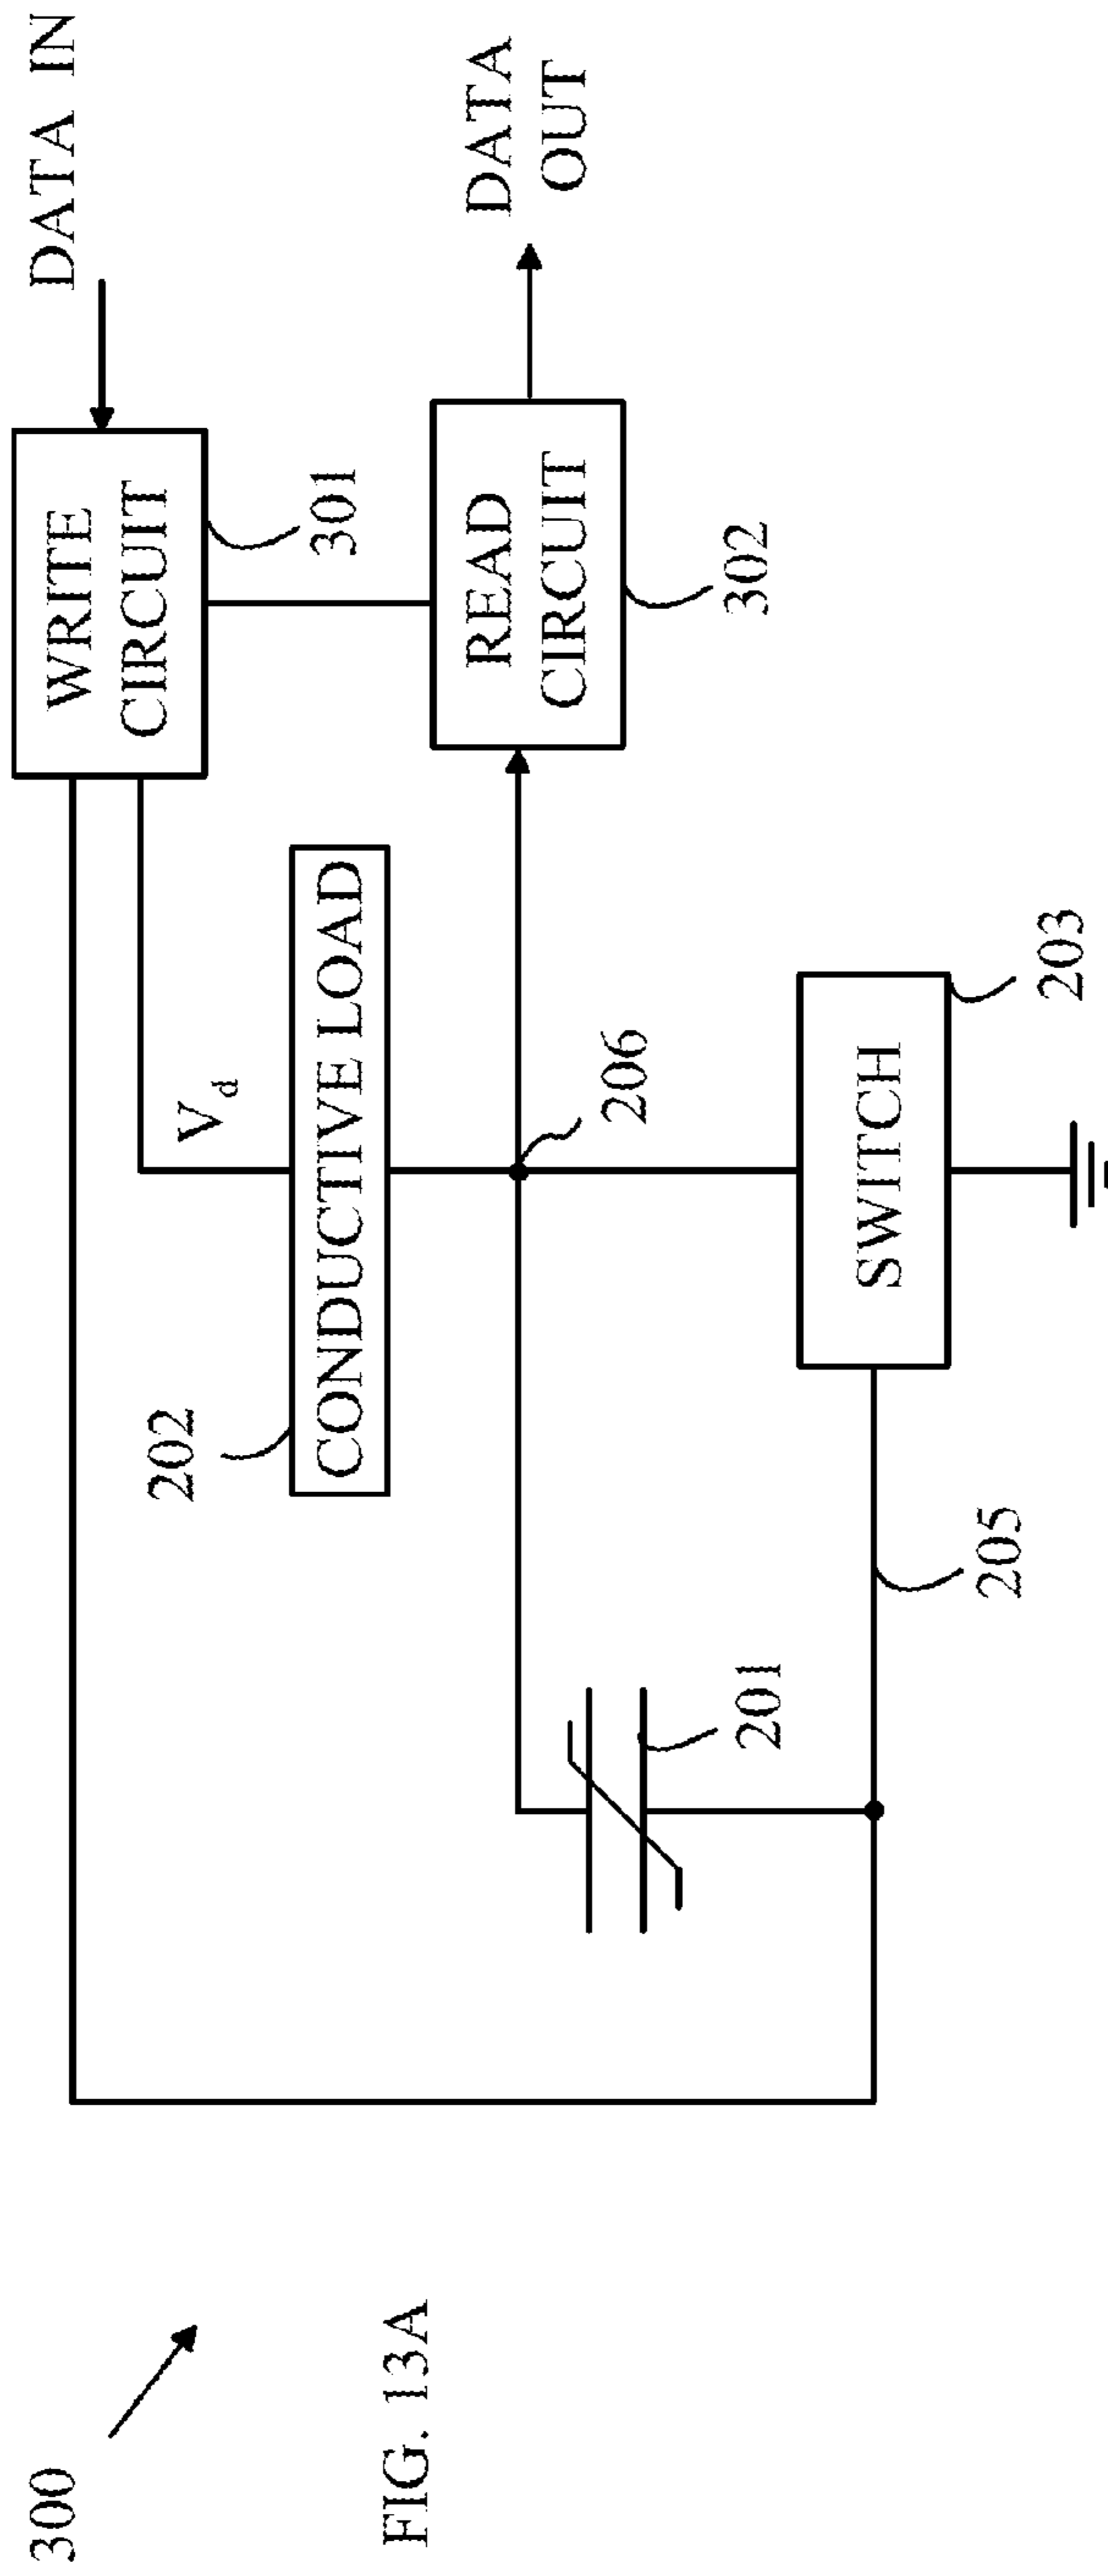 DATA IN
WRITE
CIRCUIT
301
V_d
202
CONDUCTIVE LOAD
DATA
OUT
READ
CIRCUIT
302
206
201
SWITCH
203
205
300
FIG. 13A